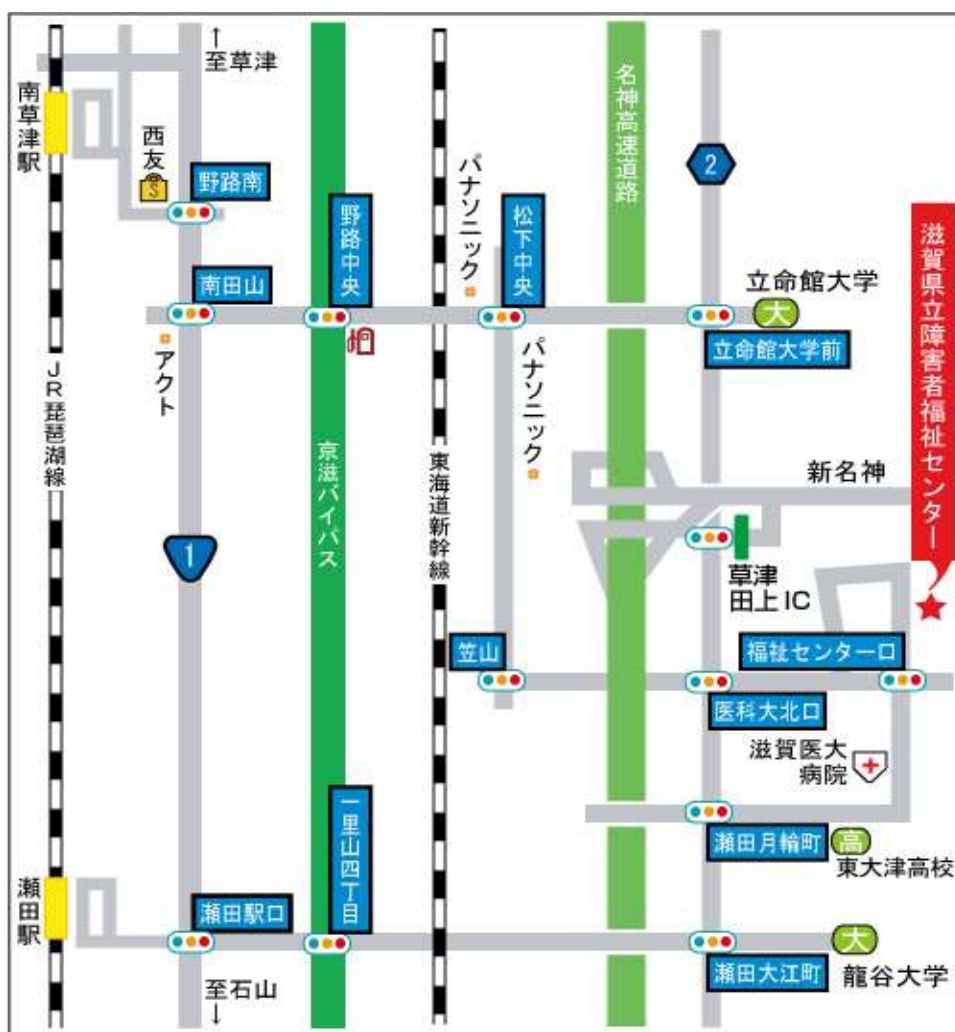 ↑
至草津
南草津駅
西友
S
野路南
野路中央
パナソニック
松下中央
名神高速道路
2
滋賀県立障害者福祉センター
南田山
立命館大学
大
立命館大学前
アクト
パナソニック
JR琵琶湖線
京滋バイパス
東海道新幹線
新名神
1
草津
田上IC
笠山
福祉センター口
医科大北口
滋賀医大
病院
一里山四丁目
瀬田月輪町
高
東大津高校
瀬田駅
瀬田駅口
大
瀬田大江町
龍谷大学
至石山
↓